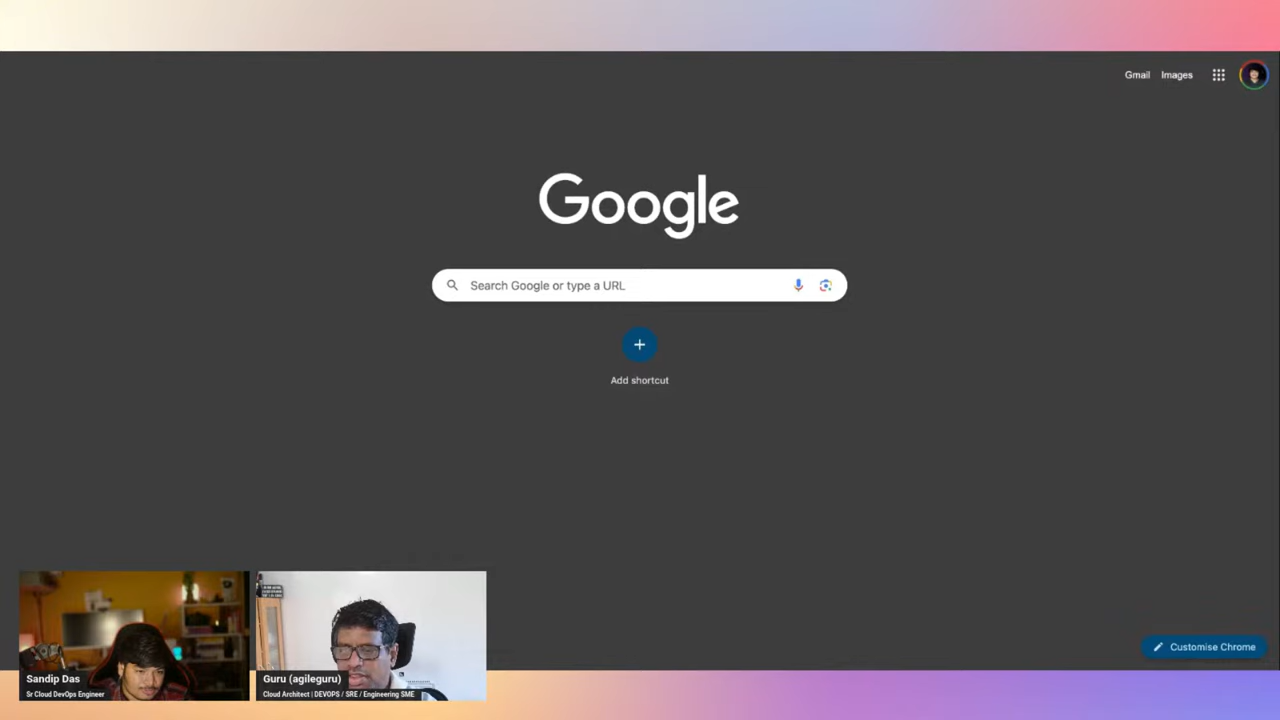 Gmail Images
Google
Search Google or type a URL
Add shortcut
Customise Chrome
Sandip Das
Sr Cloud DevOps Engineer
Guru (agileguru)
Cloud Architect | DEVOPS / SRE / Engineering SME